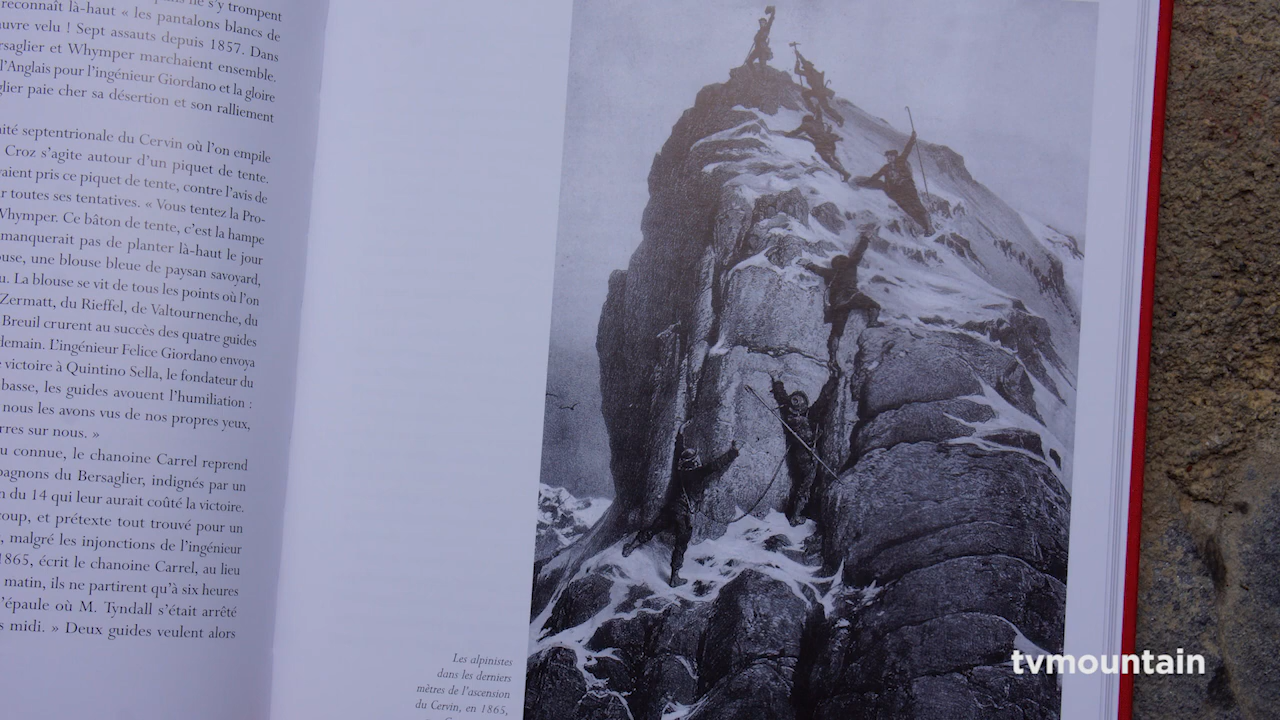 reconnaît là-haut « les pantalons blancs de
uvre velu ! Sept assauts depuis 1857. Dans
rsaglier et Whymper marchaient ensemble.
l'Anglais pour l'ingénieur Giordano et la gloire
glier paie cher sa désertion et son ralliement
ité septentrionale du Cervin où l'on empile
Croz s'agite autour d'un piquet de tente.
vaient pris ce piquet de tente, contre l'avis de
r toutes ses tentatives. « Vous tentez la Pro-
Whymper. Ce bâton de tente, c'est la hampe
manquerait pas de planter là-haut le jour
ouse, une blouse bleue de paysan savoyard,
u. La blouse se vit de tous les points où l'on
Zermatt, du Rieffel, de Valtournenche, du
Breuil crurent au succès des quatre guides
demain. L'ingénieur Felice Giordano envoya
victoire à Quintino Sella, le fondateur du
basse, les guides avouent l'humiliation :
nous les avons vus de nos propres yeux,
rres sur nous. »
u connue, le chanoine Carrel reprend
pagnons du Bersaglier, indignés par un
n du 14 qui leur aurait coûté la victoire.
coup, et prétexte tout trouvé pour un
, malgré les injonctions de l'ingénieur
1865, écrit le chanoine Carrel, au lieu
matin, ils ne partirent qu'à six heures
'épaule où M. Tyndall s'était arrêté
s midi. » Deux guides veulent alors
Les alpinistes
dans les derniers
mètres de l'ascension
du Cervin, en 1865,
tvmountain